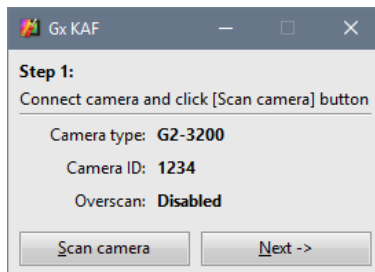 Gx KAF
Step 1:
Connect camera and click [Scan camera] button
Camera type: G2-3200
Camera ID: 1234
Overscan: Disabled
Scan camera Next ->